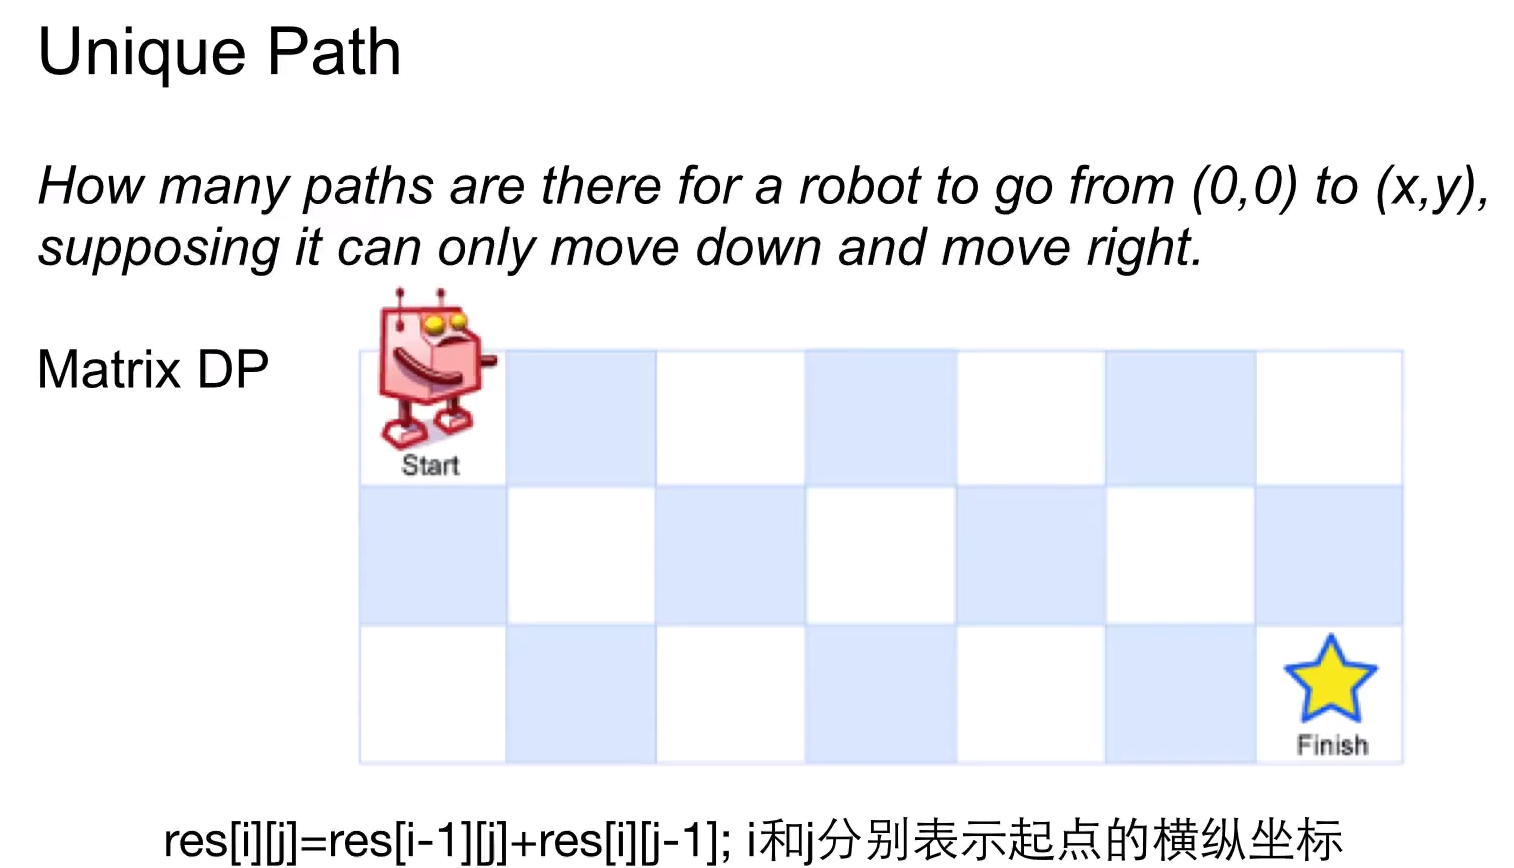 Unique Path
How many paths are there for a robot to go from (0,0) to (x,y),
supposing it can only move down and move right.
Matrix DP
Start
Finish
res[i][j]=res[i-1][j]+res[i][j-1]; i和j分别表示起点的横纵坐标